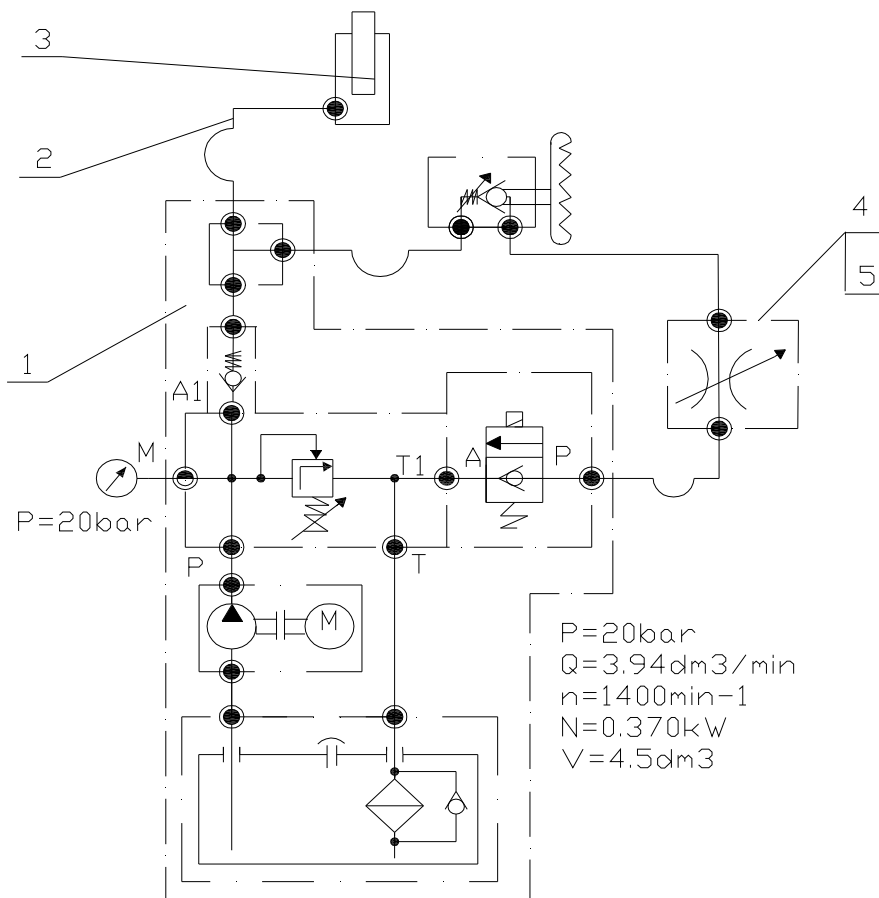 3
2
4
5
1
A1
M
T1
A
P
P=20bar
P
T
M
P=20bar
Q=3.94dm3/min
n=1400min-1
N=0.370kW
V=4.5dm3